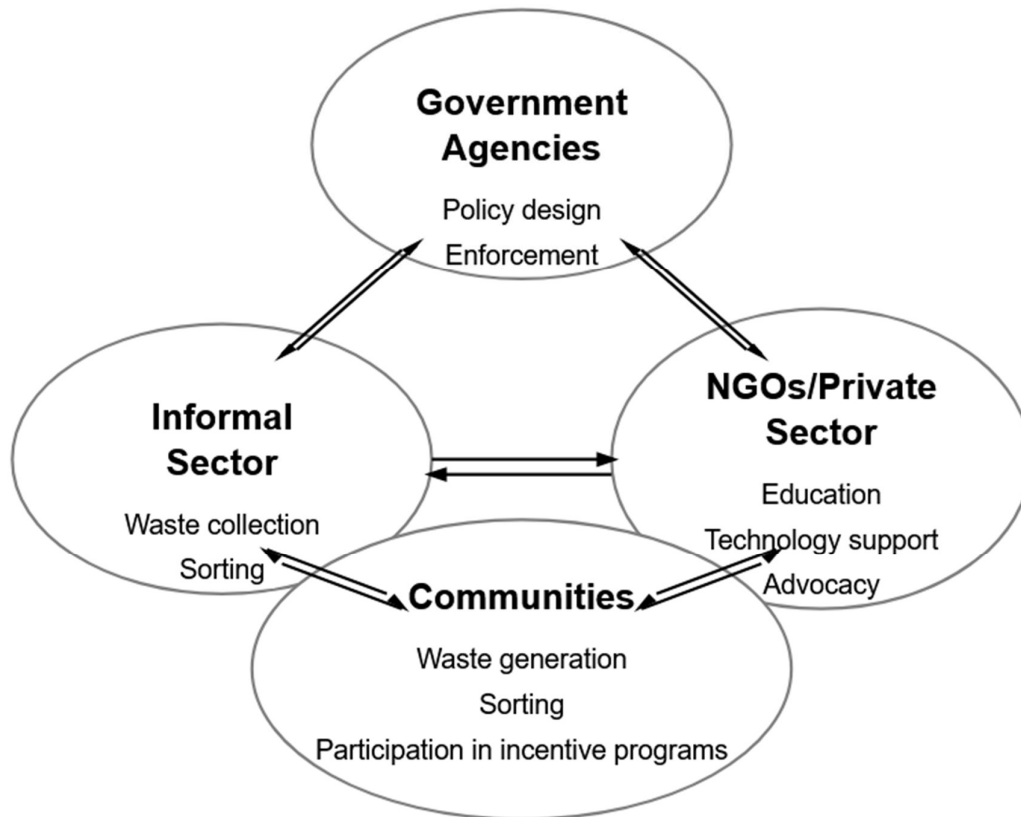 Government
Agencies
Policy design
Enforcement
Informal
Sector
Waste collection
Sorting
NGOs/Private
Sector
Education
Technology support
Advocacy
Communities
Waste generation
Sorting
Participation in incentive programs